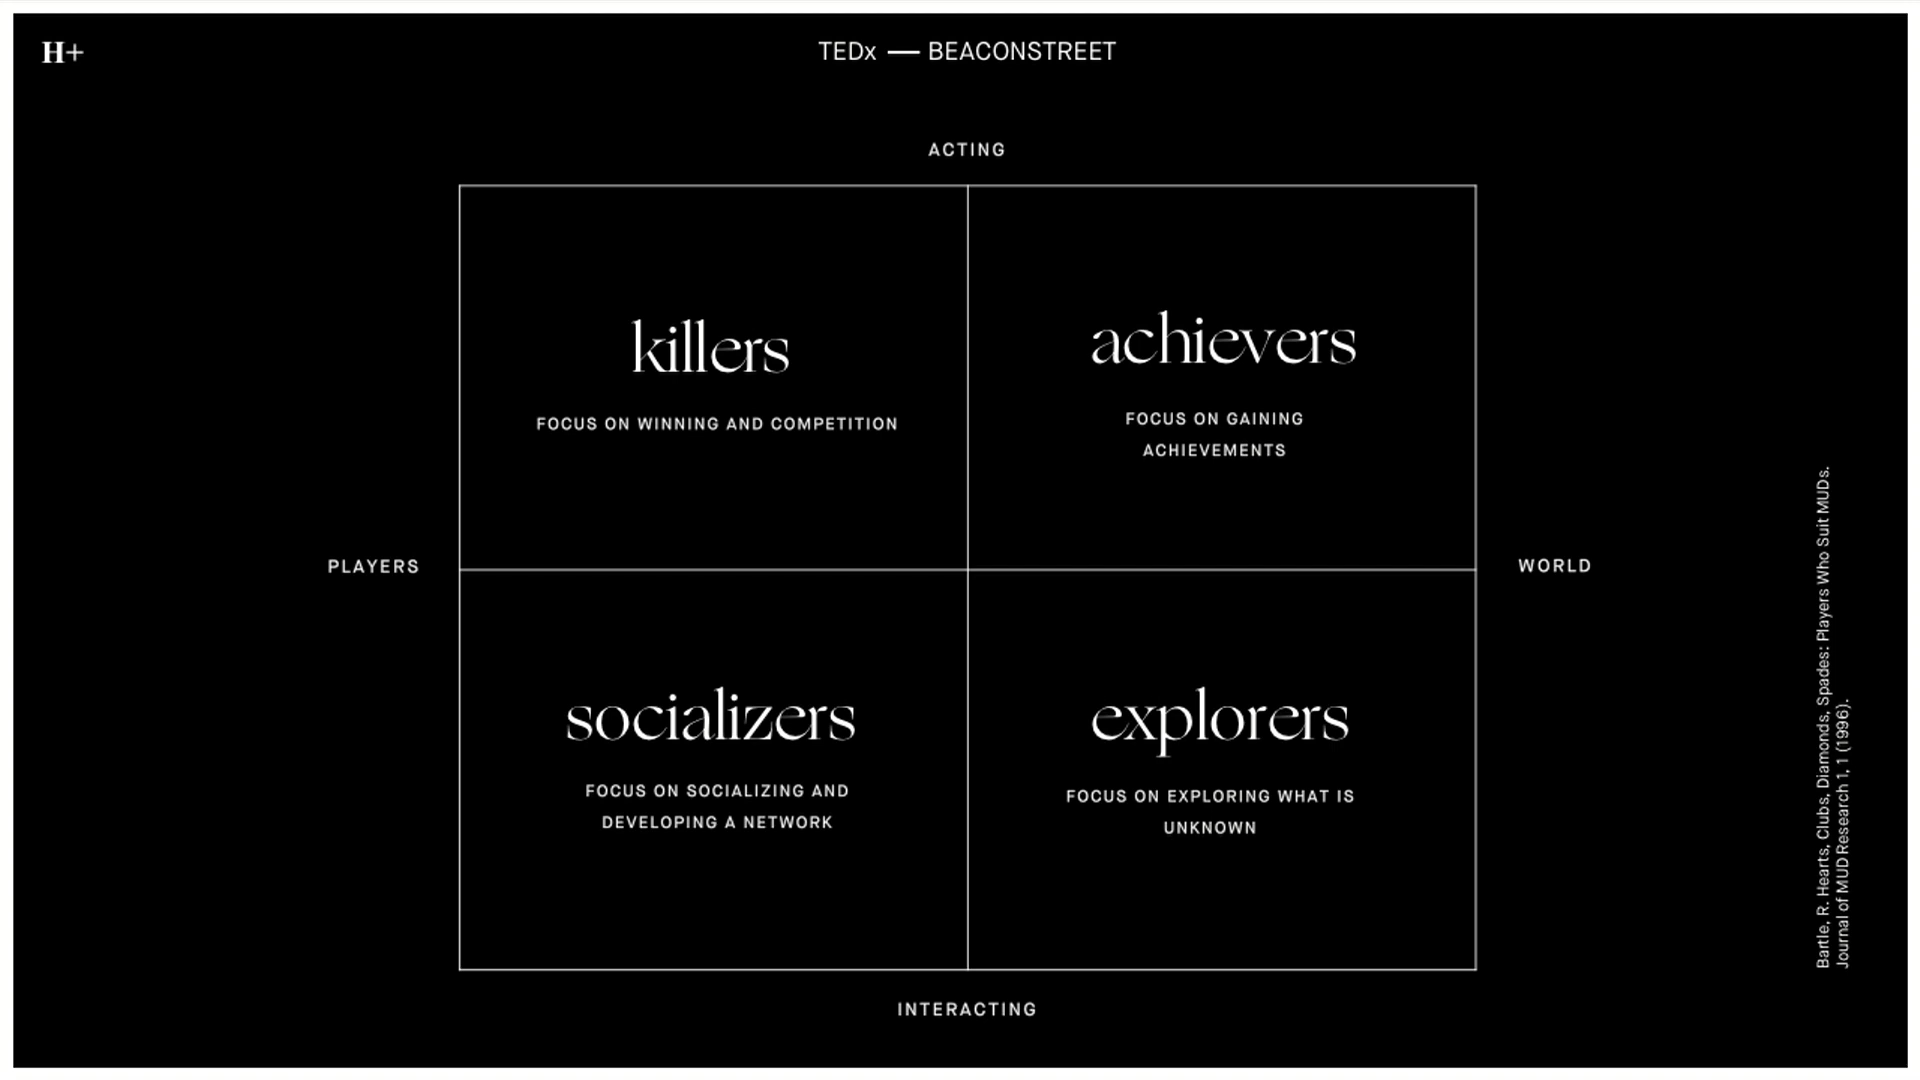 H+
TEDx — BEACONSTREET
ACTING
killers
FOCUS ON WINNING AND COMPETITION
achievers
FOCUS ON GAINING
ACHIEVEMENTS
PLAYERS
WORLD
socializers
FOCUS ON SOCIALIZING AND
DEVELOPING A NETWORK
explorers
FOCUS ON EXPLORING WHAT IS
UNKNOWN
INTERACTING
Bartle, R. Hearts, Clubs, Diamonds, Spades: Players Who Suit MUDs.
Journal of MUD Research 1, 1 (1996).